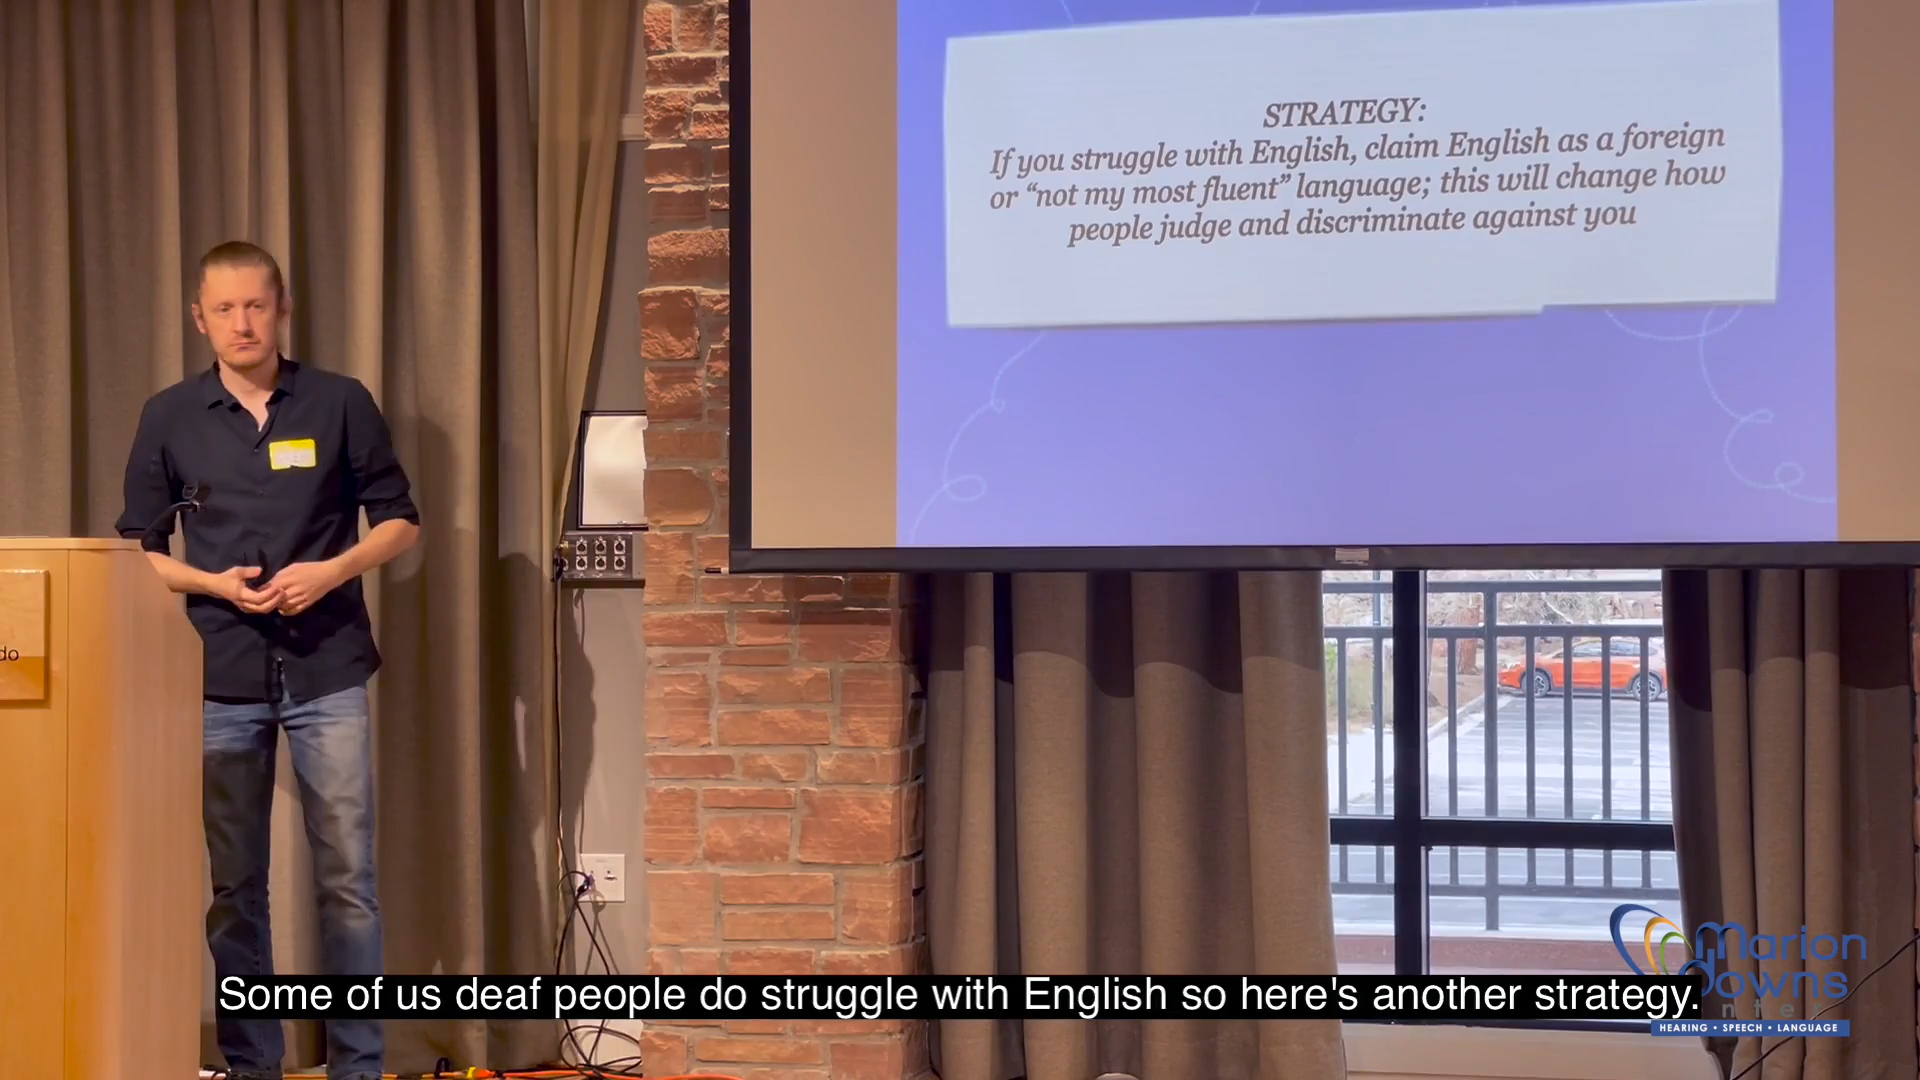 STRATEGY:
If you struggle with English, claim English as a foreign
or “not my most fluent” language; this will change how
people judge and discriminate against you
do
Some of us deaf people do struggle with English so here's another strategy.
Marion
Downs
HEARING • SPEECH • LANGUAGE